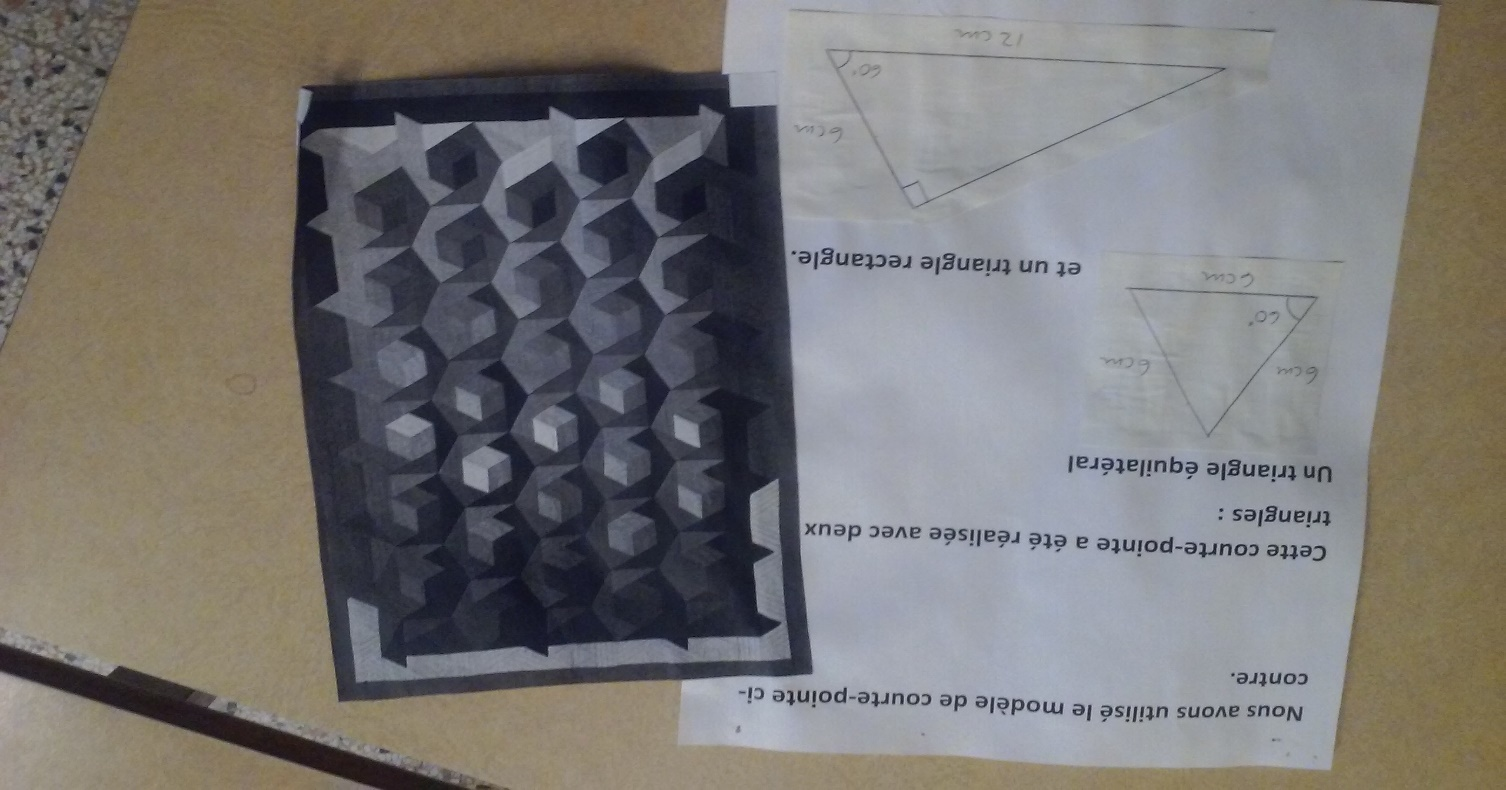 Nous avons utilisé le modèle de courte-pointe ci-
contre.
Cette courte-pointe a été réalisée avec deux
triangles :
Un triangle équilatéral
6cm
6cm
60°
6cm
et un triangle rectangle.
6cm
60°
12 cm